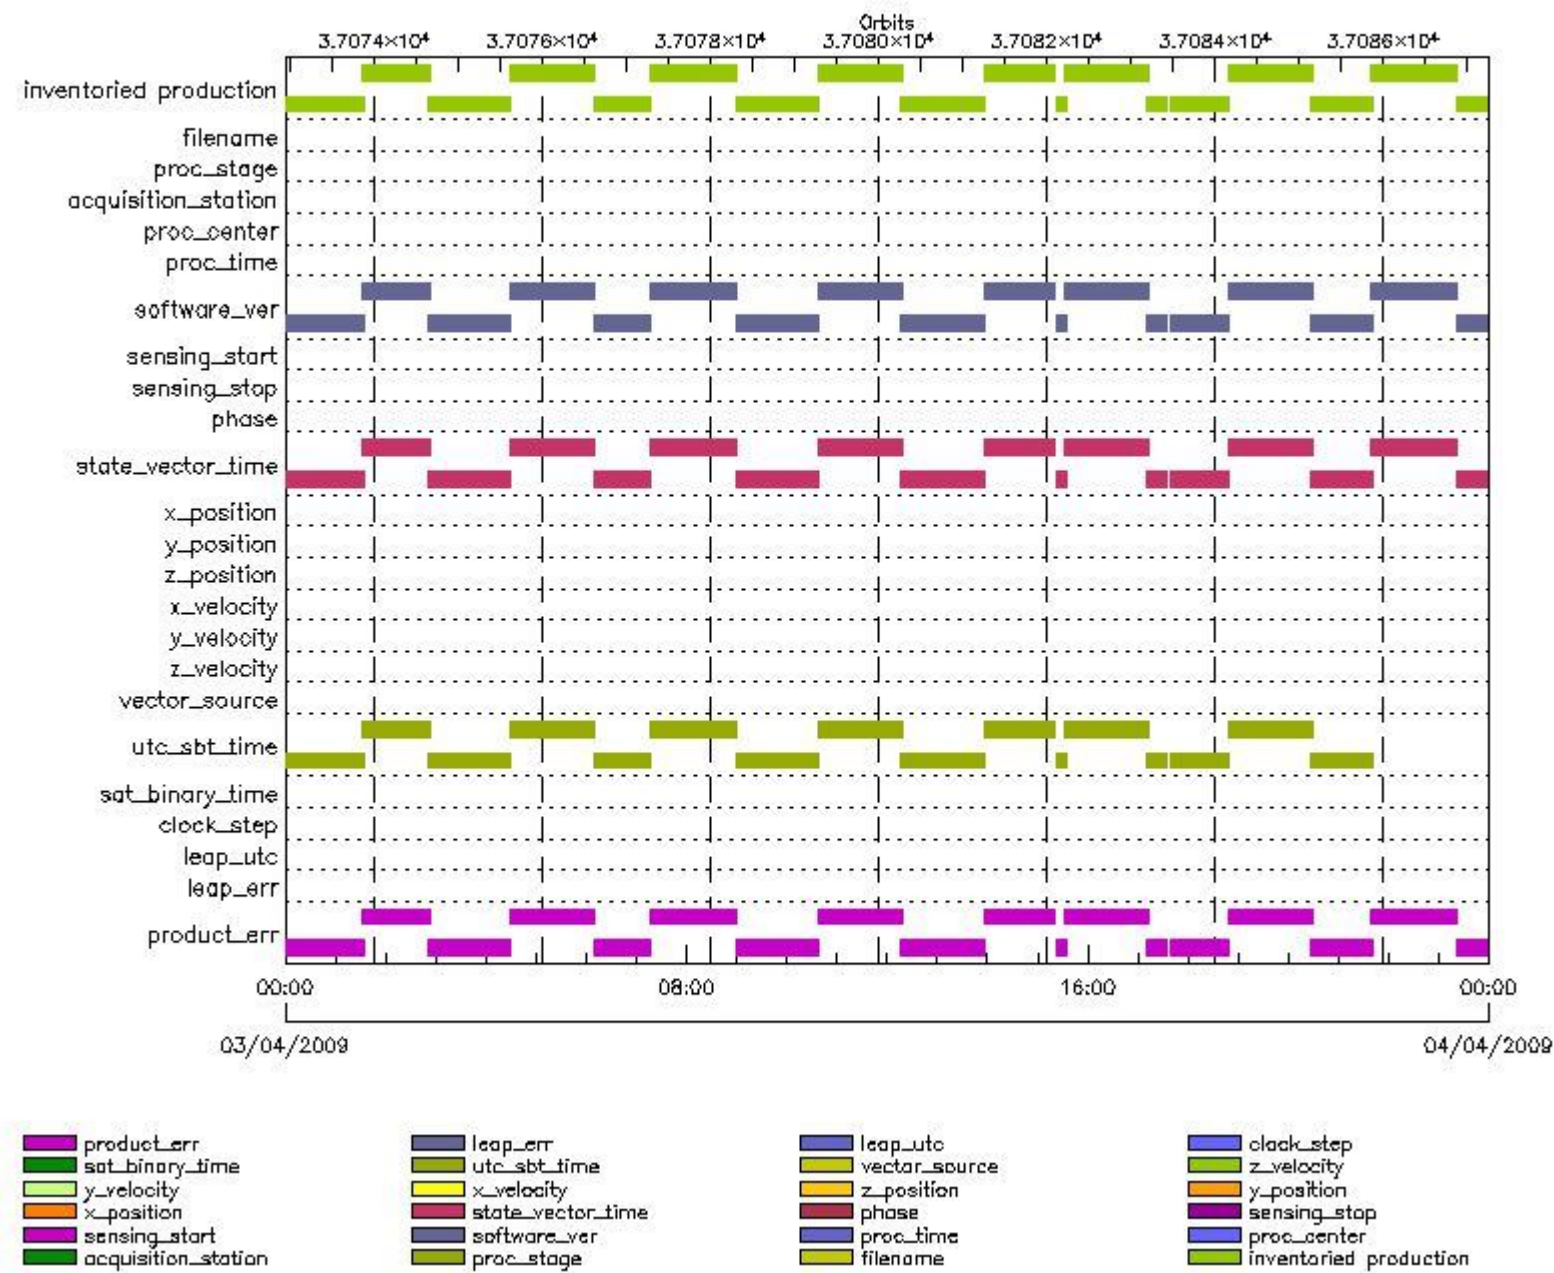 Orbits
3.7074×10⁴ 3.7076×10⁴ 3.7078×10⁴ 3.7080×10⁴ 3.7082×10⁴ 3.7084×10⁴ 3.7086×10⁴
inventoried production
filename
proc_stage
acquisition_station
proc_center
proc_time
software_ver
sensing_start
sensing_stop
phase
state_vector_time
x_position
y_position
z_position
x_velocity
y_velocity
z_velocity
vector_source
utc_sbt_time
sat_binary_time
clock_step
leap_utc
leap_err
product_err
00:00 08:00 16:00 00:00
03/04/2009 04/04/2009
product_err leap_err leap_utc clock_step
sat_binary_time utc_sbt_time vector_source z_velocity
y_velocity x_velocity z_position y_position
x_position state_vector_time phase sensing_stop
sensing_start software_ver proc_time proc_center
acquisition_station proc_stage filename inventoried production